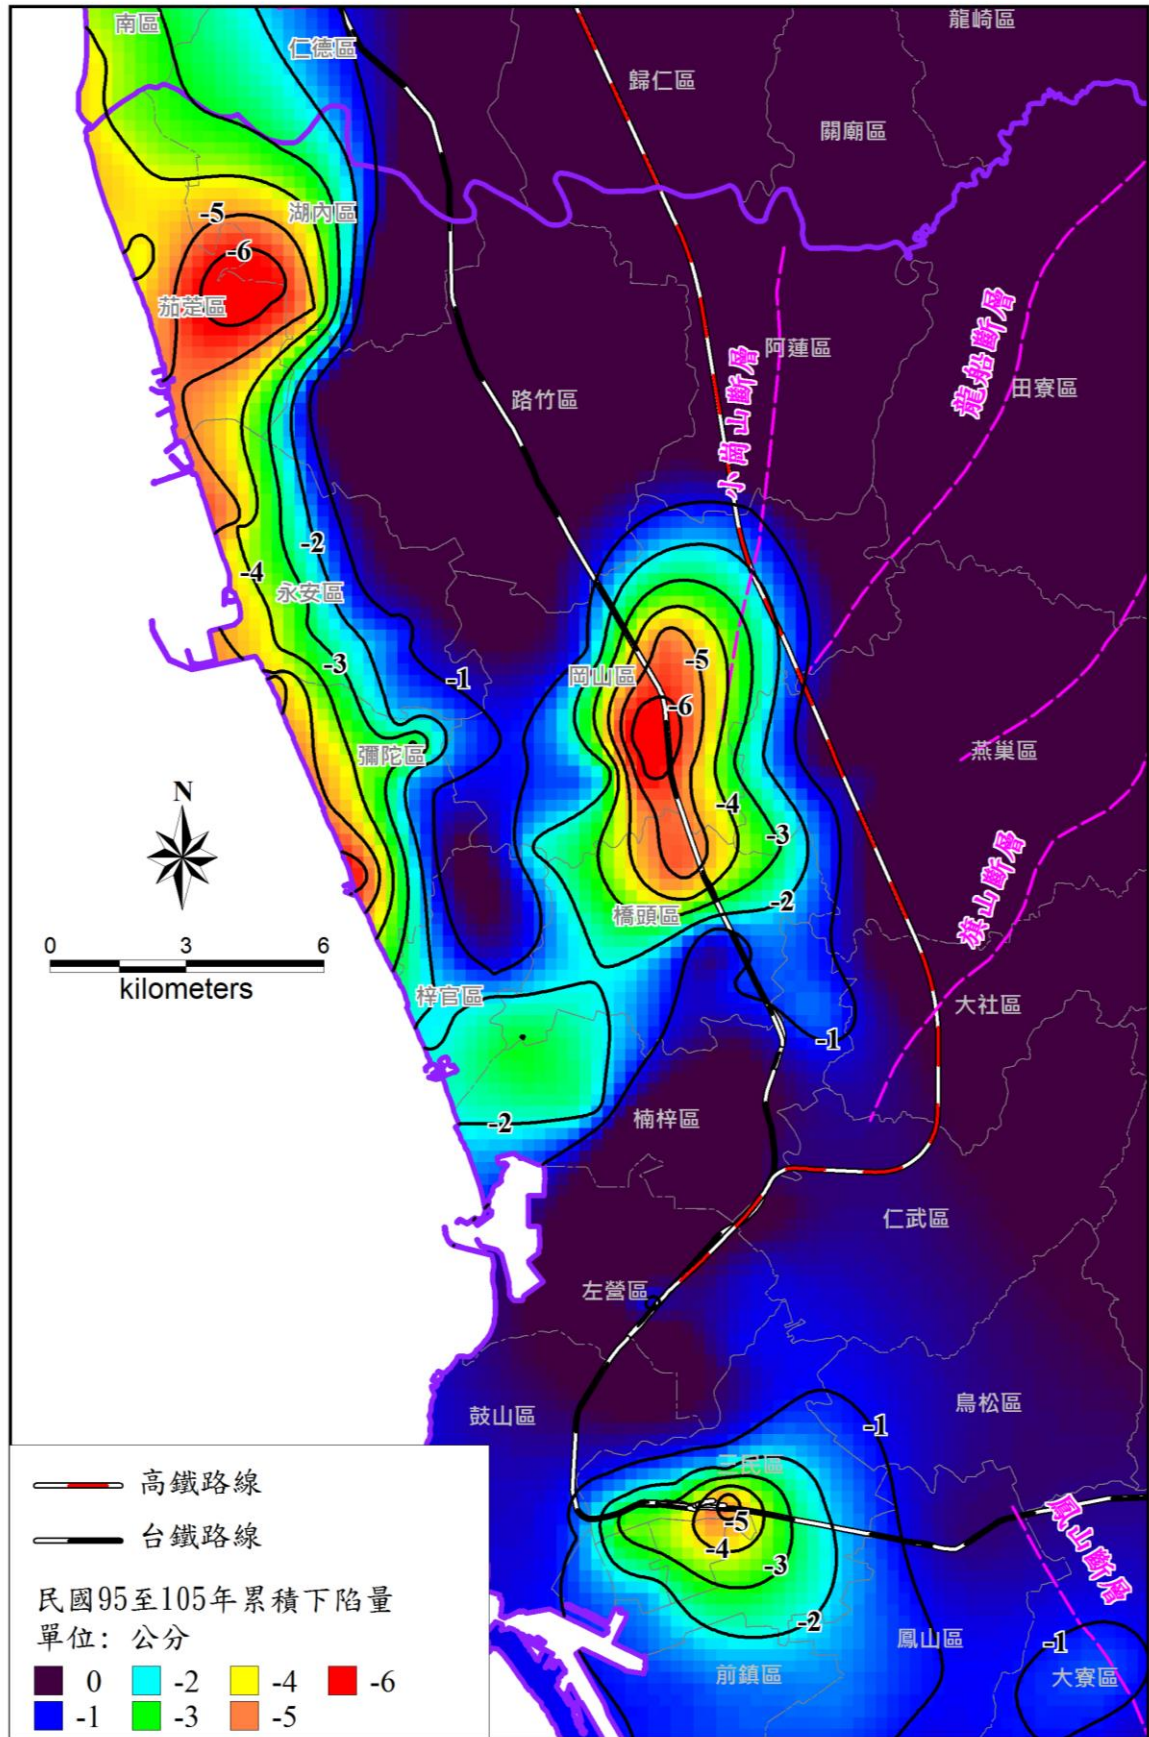 南區
仁德區
龍崎區
歸仁區
關廟區
湖內區
-5
-6
茄萣區
阿蓮區
小崗山斷層
龍船斷層
田寮區
路竹區
-2
-4
永安區
-3
-1
岡山區
-5
-6
彌陀區
燕巢區
N
-4
-3
-2
旗山斷層
橋頭區
0 3 6
kilometers
梓官區
大社區
-1
-2
楠梓區
仁武區
左營區
鼓山區
鳥松區
-1
三民區
-5
-4
-3
-2
鳳山斷層
鳳山區
-1
前鎮區
大寮區
高鐵路線
台鐵路線
民國95至105年累積下陷量
單位: 公分
0 -2 -4 -6
-1 -3 -5